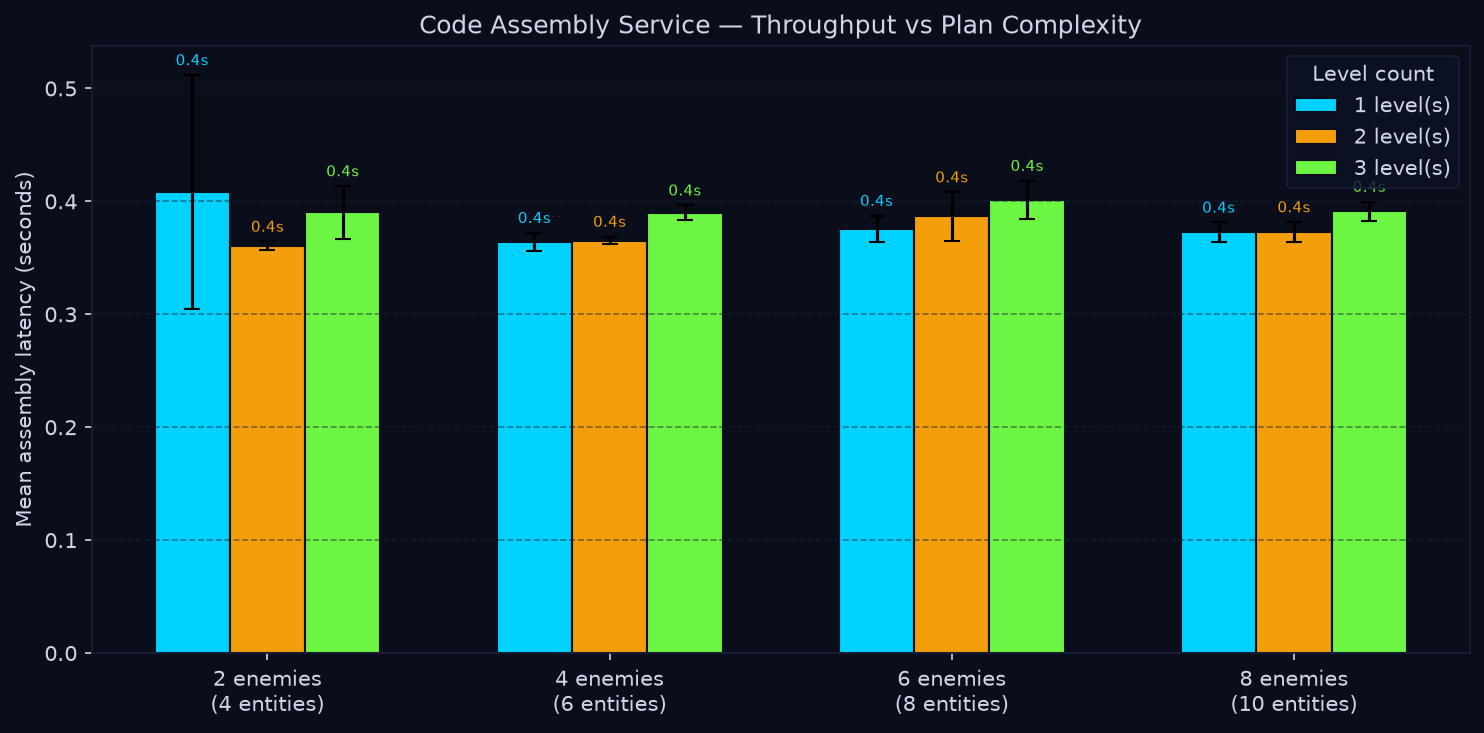 Code Assembly Service — Throughput vs Plan Complexity
Mean assembly latency (seconds)
0.5
0.4
0.3
0.2
0.1
0.0
0.4s
0.4s
0.4s
0.4s
0.4s
0.4s
0.4s
0.4s
0.4s
0.4s
0.4s
0.4s
Level count
1 level(s)
2 level(s)
3 level(s)
2 enemies
(4 entities)
4 enemies
(6 entities)
6 enemies
(8 entities)
8 enemies
(10 entities)